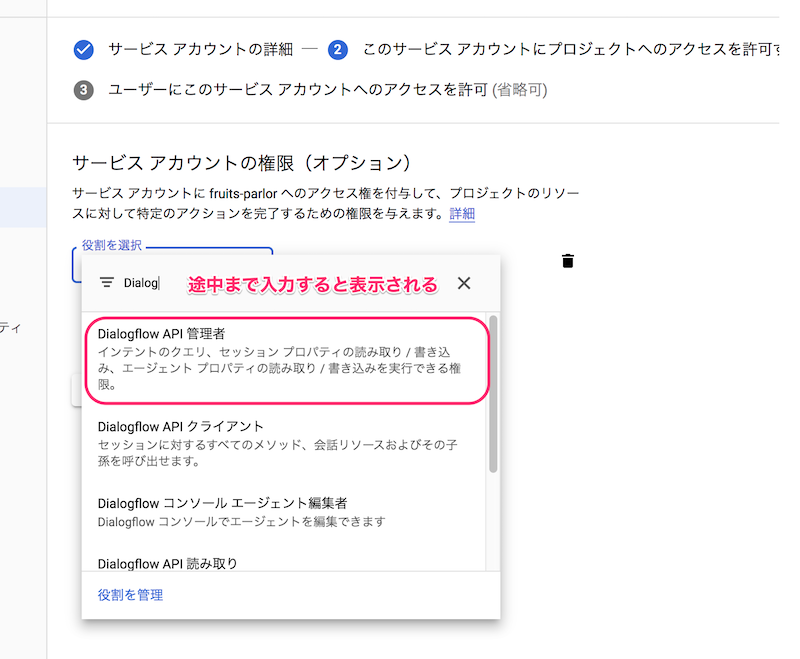 サービス アカウントの詳細 — 2 このサービス アカウントにプロジェクトへのアクセスを許可す
3 ユーザーにこのサービス アカウントへのアクセスを許可 (省略可)
サービス アカウントの権限（オプション）
サービス アカウントに fruits-parlor へのアクセス権を付与して、プロジェクトのリソー
スに対して特定のアクションを完了するための権限を与えます。詳細
役割を選択
Dialog 途中まで入力すると表示される
ティ
Dialogflow API 管理者
インテントのクエリ、セッション プロパティの読み取り / 書き込
み、エージェント プロパティの読み取り / 書き込みを実行できる権
限。
Dialogflow API クライアント
セッションに対するすべてのメソッド、会話リソースおよびその子
孫を呼び出せます。
Dialogflow コンソール エージェント編集者
Dialogflow コンソールでエージェントを編集できます
Dialogflow API 読み取り
役割を管理